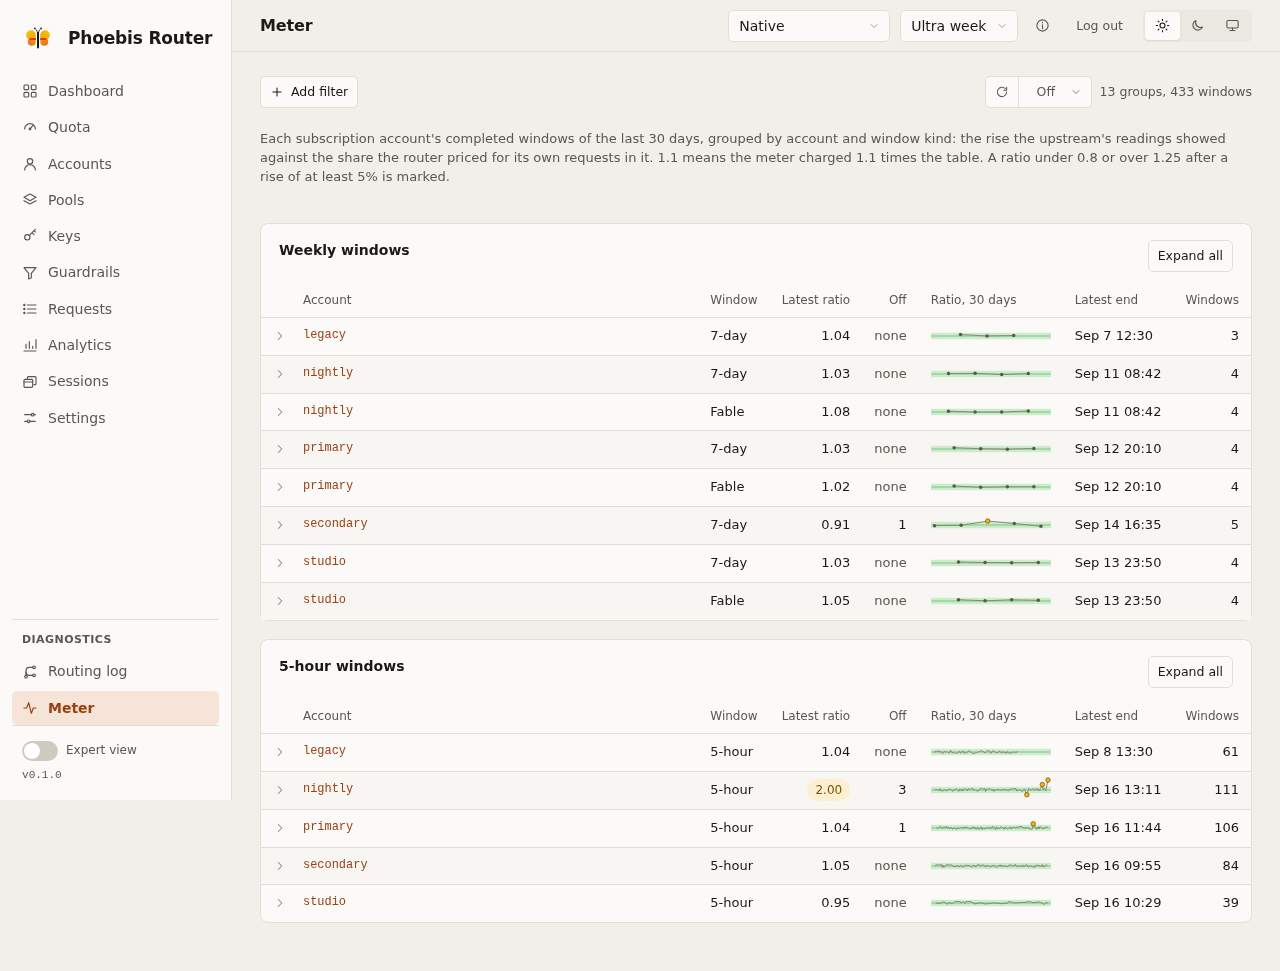 Phoebis Router
Dashboard
Quota
Accounts
Pools
Keys
Guardrails
Requests
Analytics
Sessions
Settings
DIAGNOSTICS
Routing log
Meter
Expert view
v0.1.0
Meter
Native
Ultra week
Log out
Add filter
Off
13 groups, 433 windows
Each subscription account's completed windows of the last 30 days, grouped by account and window kind: the rise the upstream's readings showed
against the share the router priced for its own requests in it. 1.1 means the meter charged 1.1 times the table. A ratio under 0.8 or over 1.25 after a
rise of at least 5% is marked.
Weekly windows
Expand all
Account Window Latest ratio Off Ratio, 30 days Latest end Windows
legacy 7-day 1.04 none Sep 7 12:30 3
nightly 7-day 1.03 none Sep 11 08:42 4
nightly Fable 1.08 none Sep 11 08:42 4
primary 7-day 1.03 none Sep 12 20:10 4
primary Fable 1.02 none Sep 12 20:10 4
secondary 7-day 0.91 1 Sep 14 16:35 5
studio 7-day 1.03 none Sep 13 23:50 4
studio Fable 1.05 none Sep 13 23:50 4
5-hour windows
Expand all
Account Window Latest ratio Off Ratio, 30 days Latest end Windows
legacy 5-hour 1.04 none Sep 8 13:30 61
nightly 5-hour 2.00 3 Sep 16 13:11 111
primary 5-hour 1.04 1 Sep 16 11:44 106
secondary 5-hour 1.05 none Sep 16 09:55 84
studio 5-hour 0.95 none Sep 16 10:29 39